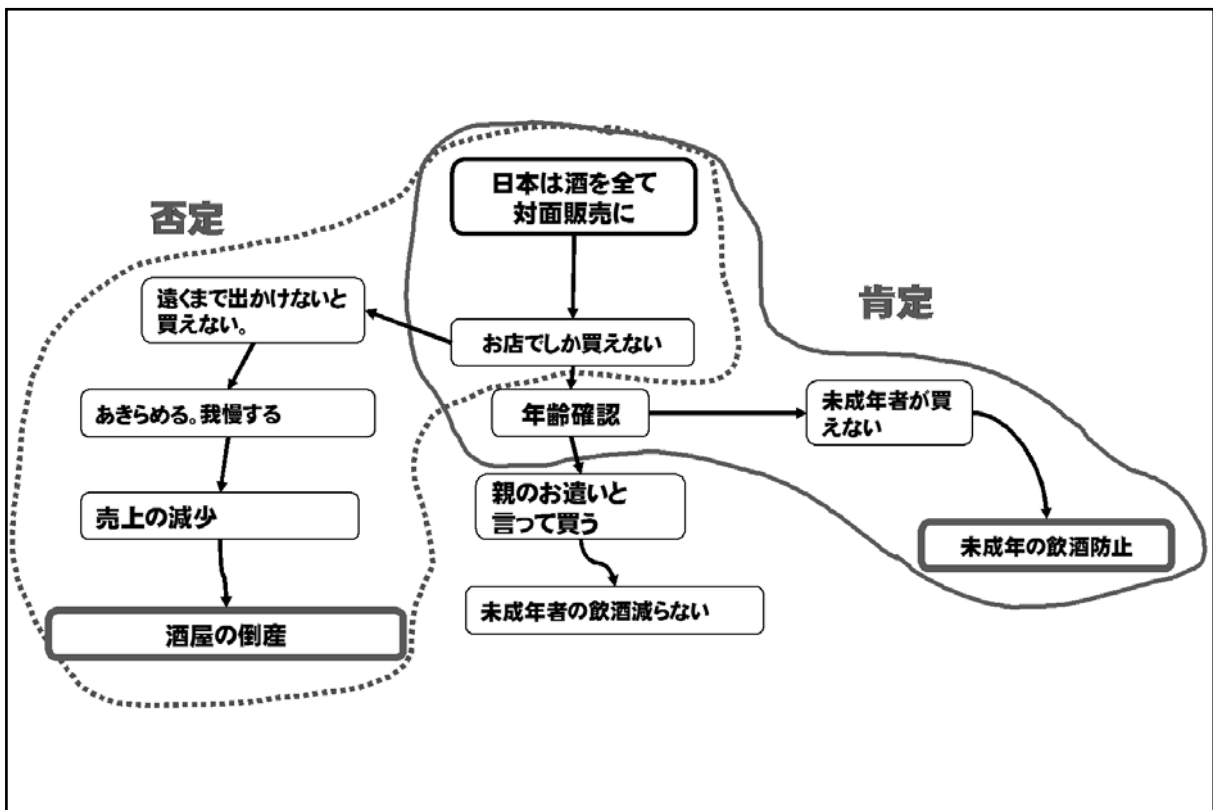 日本は酒を全て
対面販売に
否定
遠くまで出かけないと
買えない。
肯定
お店でしか買えない
あきらめる。我慢する
年齢確認
未成年者が買
えない
売上の減少
親のお遣いと
言って買う
未成年の飲酒防止
酒屋の倒産
未成年者の飲酒減らない